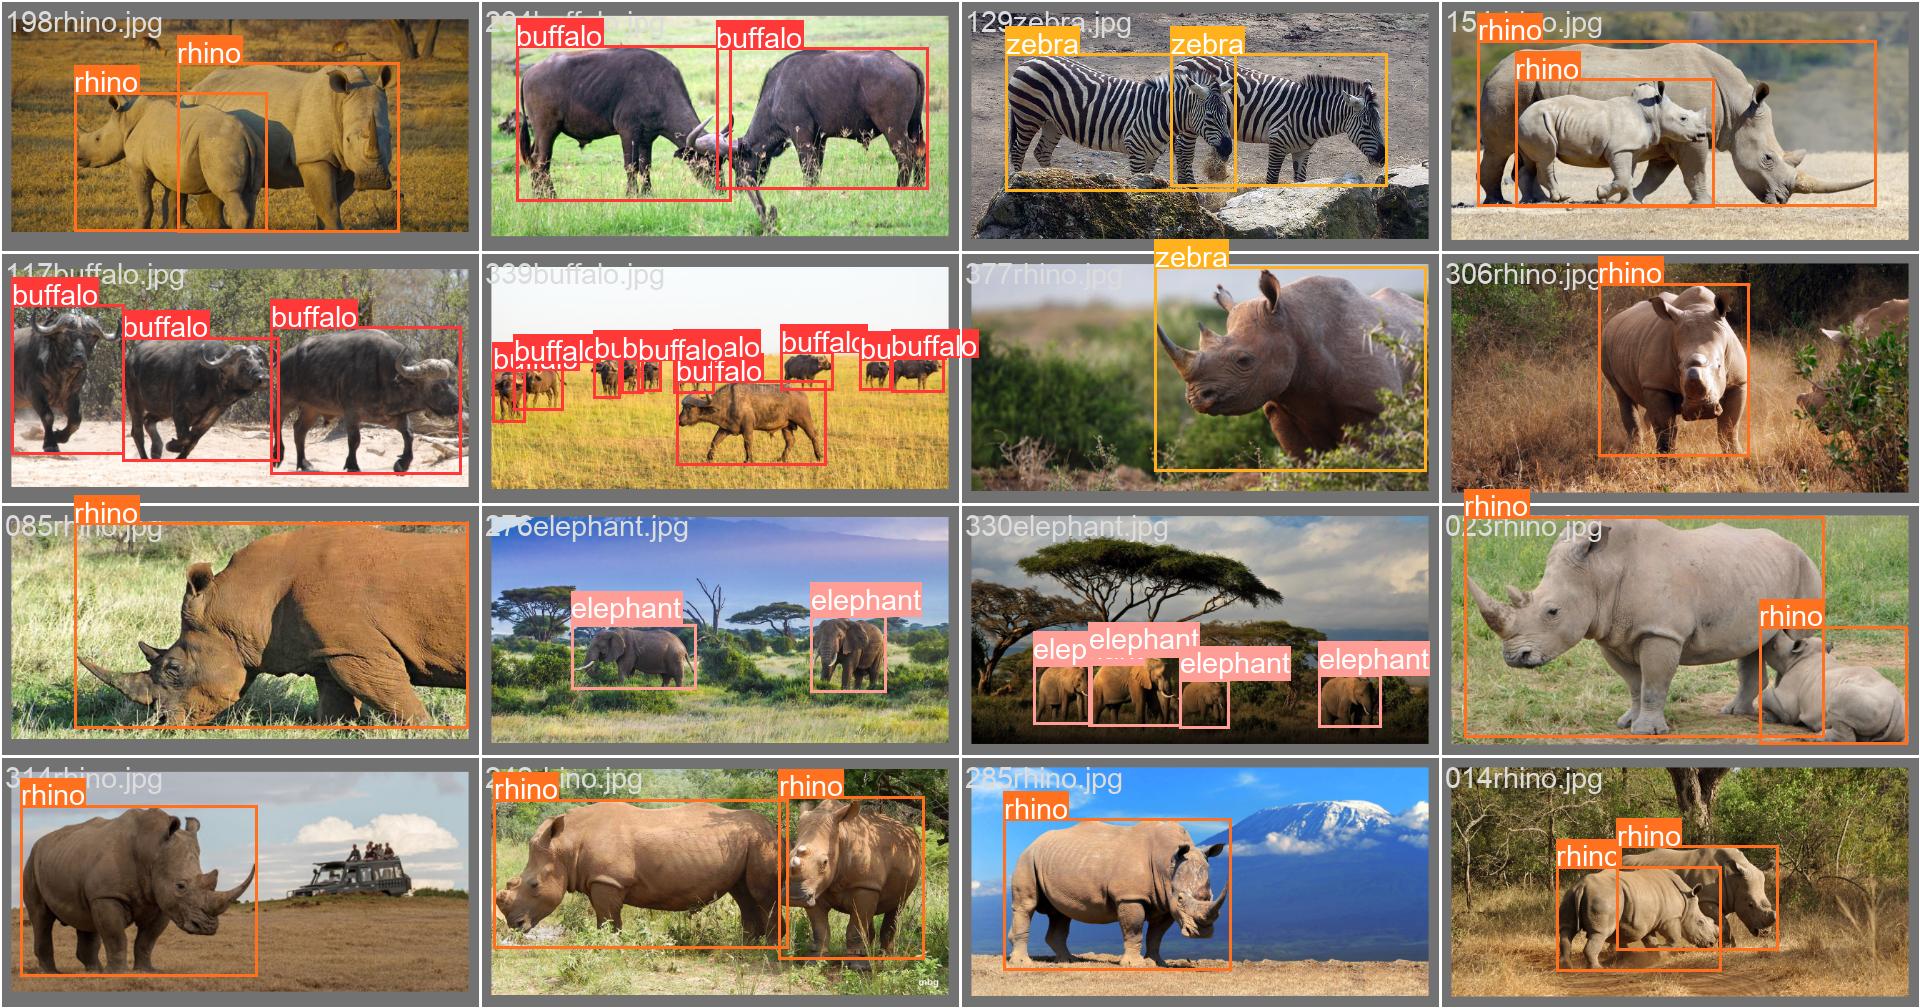 198rhino.jpg
rhino
rhino
buffalo
buffalo
129zebra.jpg
zebra
zebra
rhino
rhino
117buffalo.jpg
buffalo
buffalo
buffalo
339buffalo.jpg
buffalo
buffalo
buffalo
buffalo
buffalo
377rhino.jpg
zebra
306rhino.jpg
rhino
085rhino.jpg
rhino
276elephant.jpg
elephant
elephant
330elephant.jpg
elep
elephant
elephant
elephant
023rhino.jpg
rhino
rhino
314rhino.jpg
rhino
rhino
rhino
285rhino.jpg
rhino
014rhino.jpg
rhino
rhino